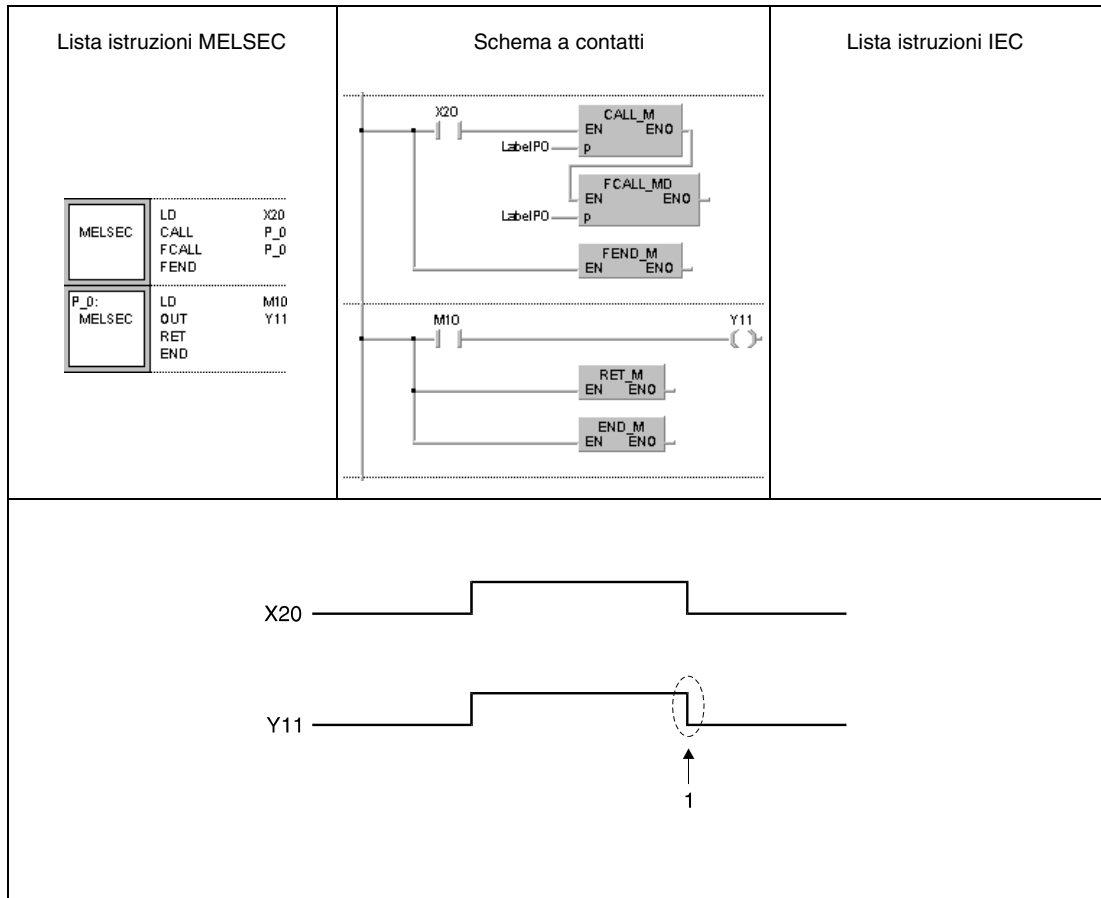 Lista istruzioni MELSEC
Schema a contatti
Lista istruzioni IEC
MELSEC
LD X20
CALL P_0
FCALL P_0
FEND
P_0:
MELSEC
LD M10
OUT Y11
RET
END
X20
CALL_M
EN ENO
LabelP0 p
FCALL_MD
EN ENO
LabelP0 p
FEND_M
EN ENO
M10 Y11
RET_M
EN ENO
END_M
EN ENO
X20
Y11
1